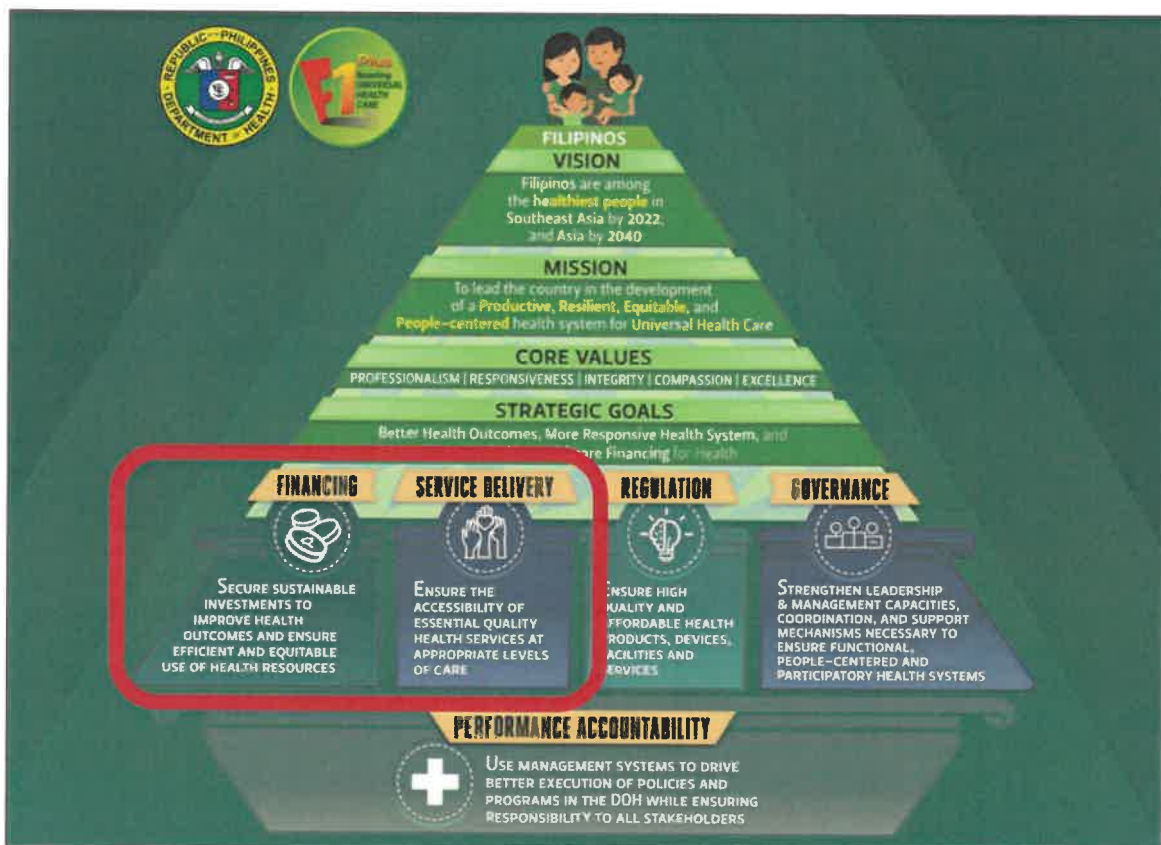 REPUBLIC OF THE PHILIPPINES
DEPARTMENT OF HEALTH
F1
Plus
Boosting
UNIVERSAL
HEALTH
CARE
FILIPINOS
VISION
Filipinos are among
the healthiest people in
Southeast Asia by 2022,
and Asia by 2040
MISSION
To lead the country in the development
of a Productive, Resilient, Equitable, and
People-centered health system for Universal Health Care
CORE VALUES
PROFESSIONALISM | RESPONSIVENESS | INTEGRITY | COMPASSION | EXCELLENCE
STRATEGIC GOALS
Better Health Outcomes, More Responsive Health System, and
Financing for Health
FINANCING
SECURE SUSTAINABLE
INVESTMENTS TO
IMPROVE HEALTH
OUTCOMES AND ENSURE
EFFICIENT AND EQUITABLE
USE OF HEALTH RESOURCES
SERVICE DELIVERY
ENSURE THE
ACCESSIBILITY OF
ESSENTIAL QUALITY
HEALTH SERVICES AT
APPROPRIATE LEVELS
OF CARE
REGULATION
ENSURE HIGH
QUALITY AND
AFFORDABLE HEALTH
PRODUCTS, DEVICES,
FACILITIES AND
SERVICES
GOVERNANCE
STRENGTHEN LEADERSHIP
& MANAGEMENT CAPACITIES,
COORDINATION, AND SUPPORT
MECHANISMS NECESSARY TO
ENSURE FUNCTIONAL,
PEOPLE-CENTERED AND
PARTICIPATORY HEALTH SYSTEMS
PERFORMANCE ACCOUNTABILITY
USE MANAGEMENT SYSTEMS TO DRIVE
BETTER EXECUTION OF POLICIES AND
PROGRAMS IN THE DOH WHILE ENSURING
RESPONSIBILITY TO ALL STAKEHOLDERS